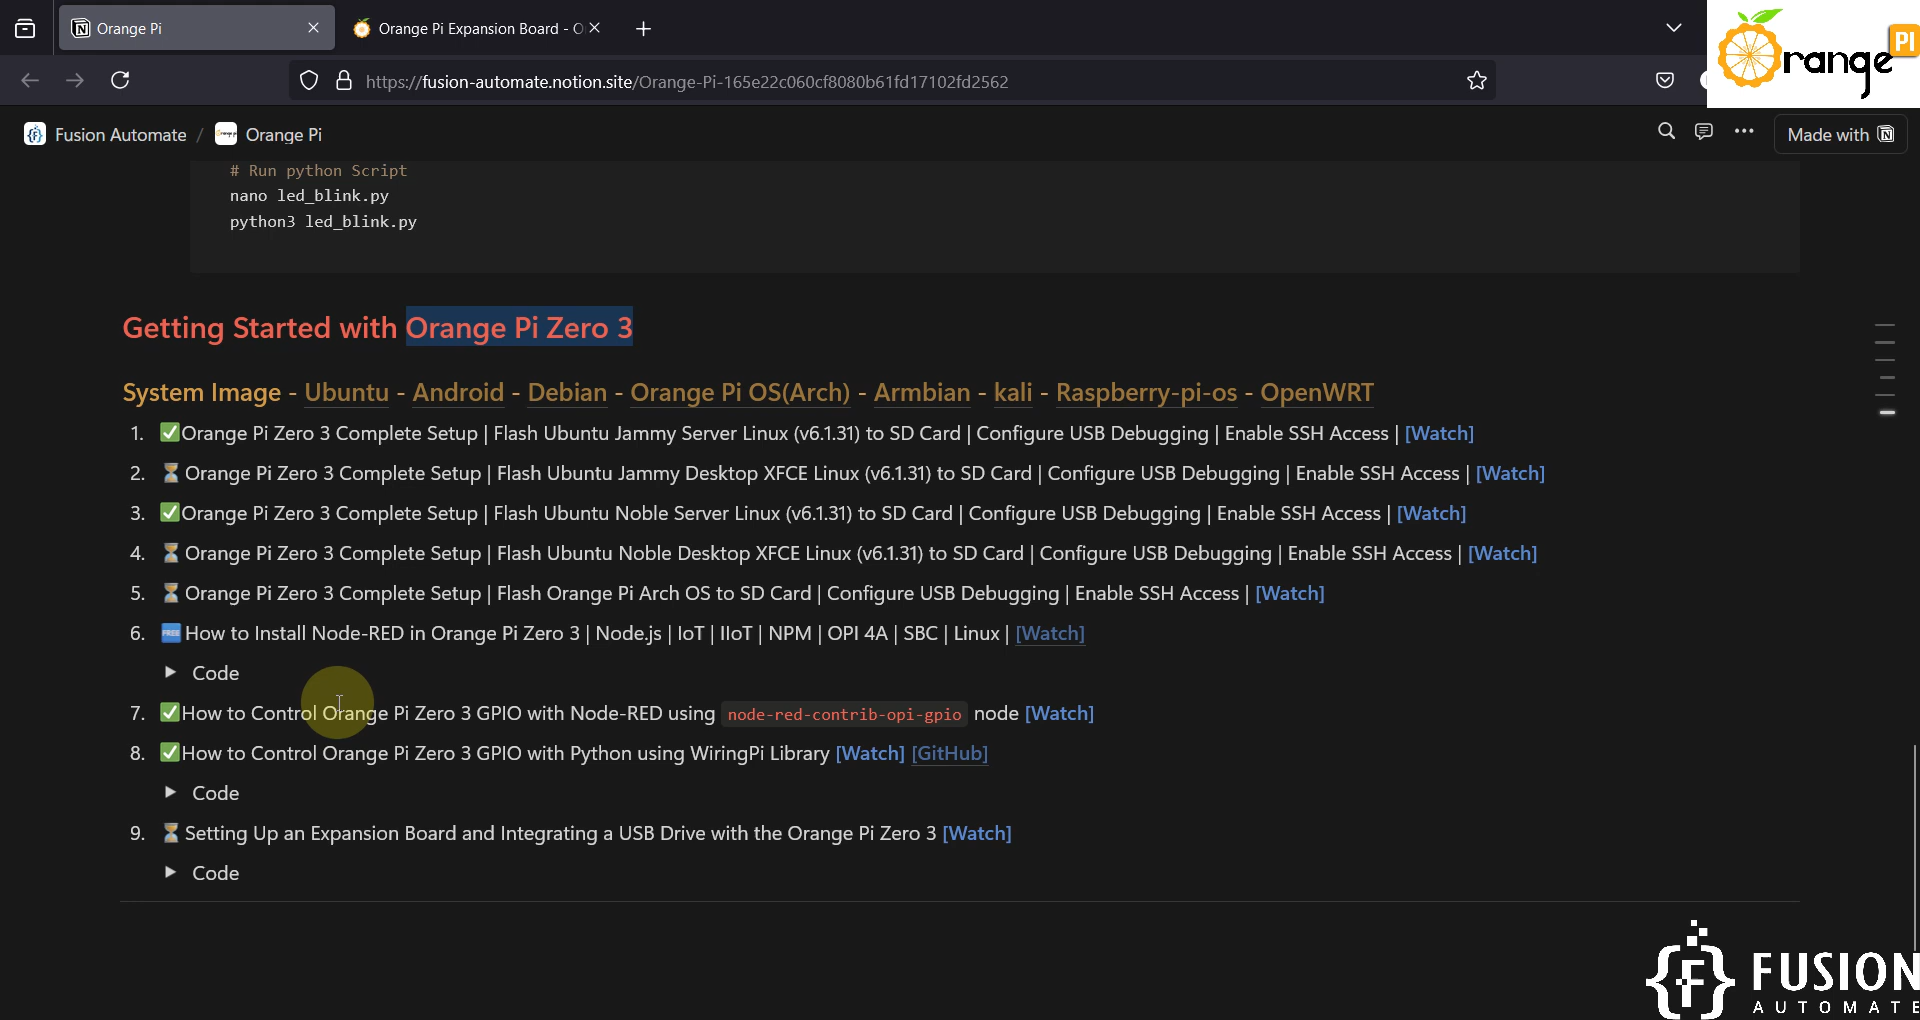 Orange Pi
Orange Pi Expansion Board - O
https://fusion-automate.notion.site/Orange-Pi-165e22c060cf8080b61fd17102fd2562
range PI
Fusion Automate / Orange Pi
Made with
# Run python Script
nano led_blink.py
python3 led_blink.py
Getting Started with Orange Pi Zero 3
System Image - Ubuntu - Android - Debian - Orange Pi OS(Arch) - Armbian - kali - Raspberry-pi-os - OpenWRT
1. ✅Orange Pi Zero 3 Complete Setup | Flash Ubuntu Jammy Server Linux (v6.1.31) to SD Card | Configure USB Debugging | Enable SSH Access | [Watch]
2. ⌛Orange Pi Zero 3 Complete Setup | Flash Ubuntu Jammy Desktop XFCE Linux (v6.1.31) to SD Card | Configure USB Debugging | Enable SSH Access | [Watch]
3. ✅Orange Pi Zero 3 Complete Setup | Flash Ubuntu Noble Server Linux (v6.1.31) to SD Card | Configure USB Debugging | Enable SSH Access | [Watch]
4. ⌛Orange Pi Zero 3 Complete Setup | Flash Ubuntu Noble Desktop XFCE Linux (v6.1.31) to SD Card | Configure USB Debugging | Enable SSH Access | [Watch]
5. ⌛Orange Pi Zero 3 Complete Setup | Flash Orange Pi Arch OS to SD Card | Configure USB Debugging | Enable SSH Access | [Watch]
6. FREE How to Install Node-RED in Orange Pi Zero 3 | Node.js | IoT | IIoT | NPM | OPI 4A | SBC | Linux | [Watch]
Code
7. ✅How to Control Orange Pi Zero 3 GPIO with Node-RED using node-red-contrib-opi-gpio node [Watch]
8. ✅How to Control Orange Pi Zero 3 GPIO with Python using WiringPi Library [Watch] [GitHub]
Code
9. ⌛Setting Up an Expansion Board and Integrating a USB Drive with the Orange Pi Zero 3 [Watch]
Code
{F} FUSION
AUTOMATE